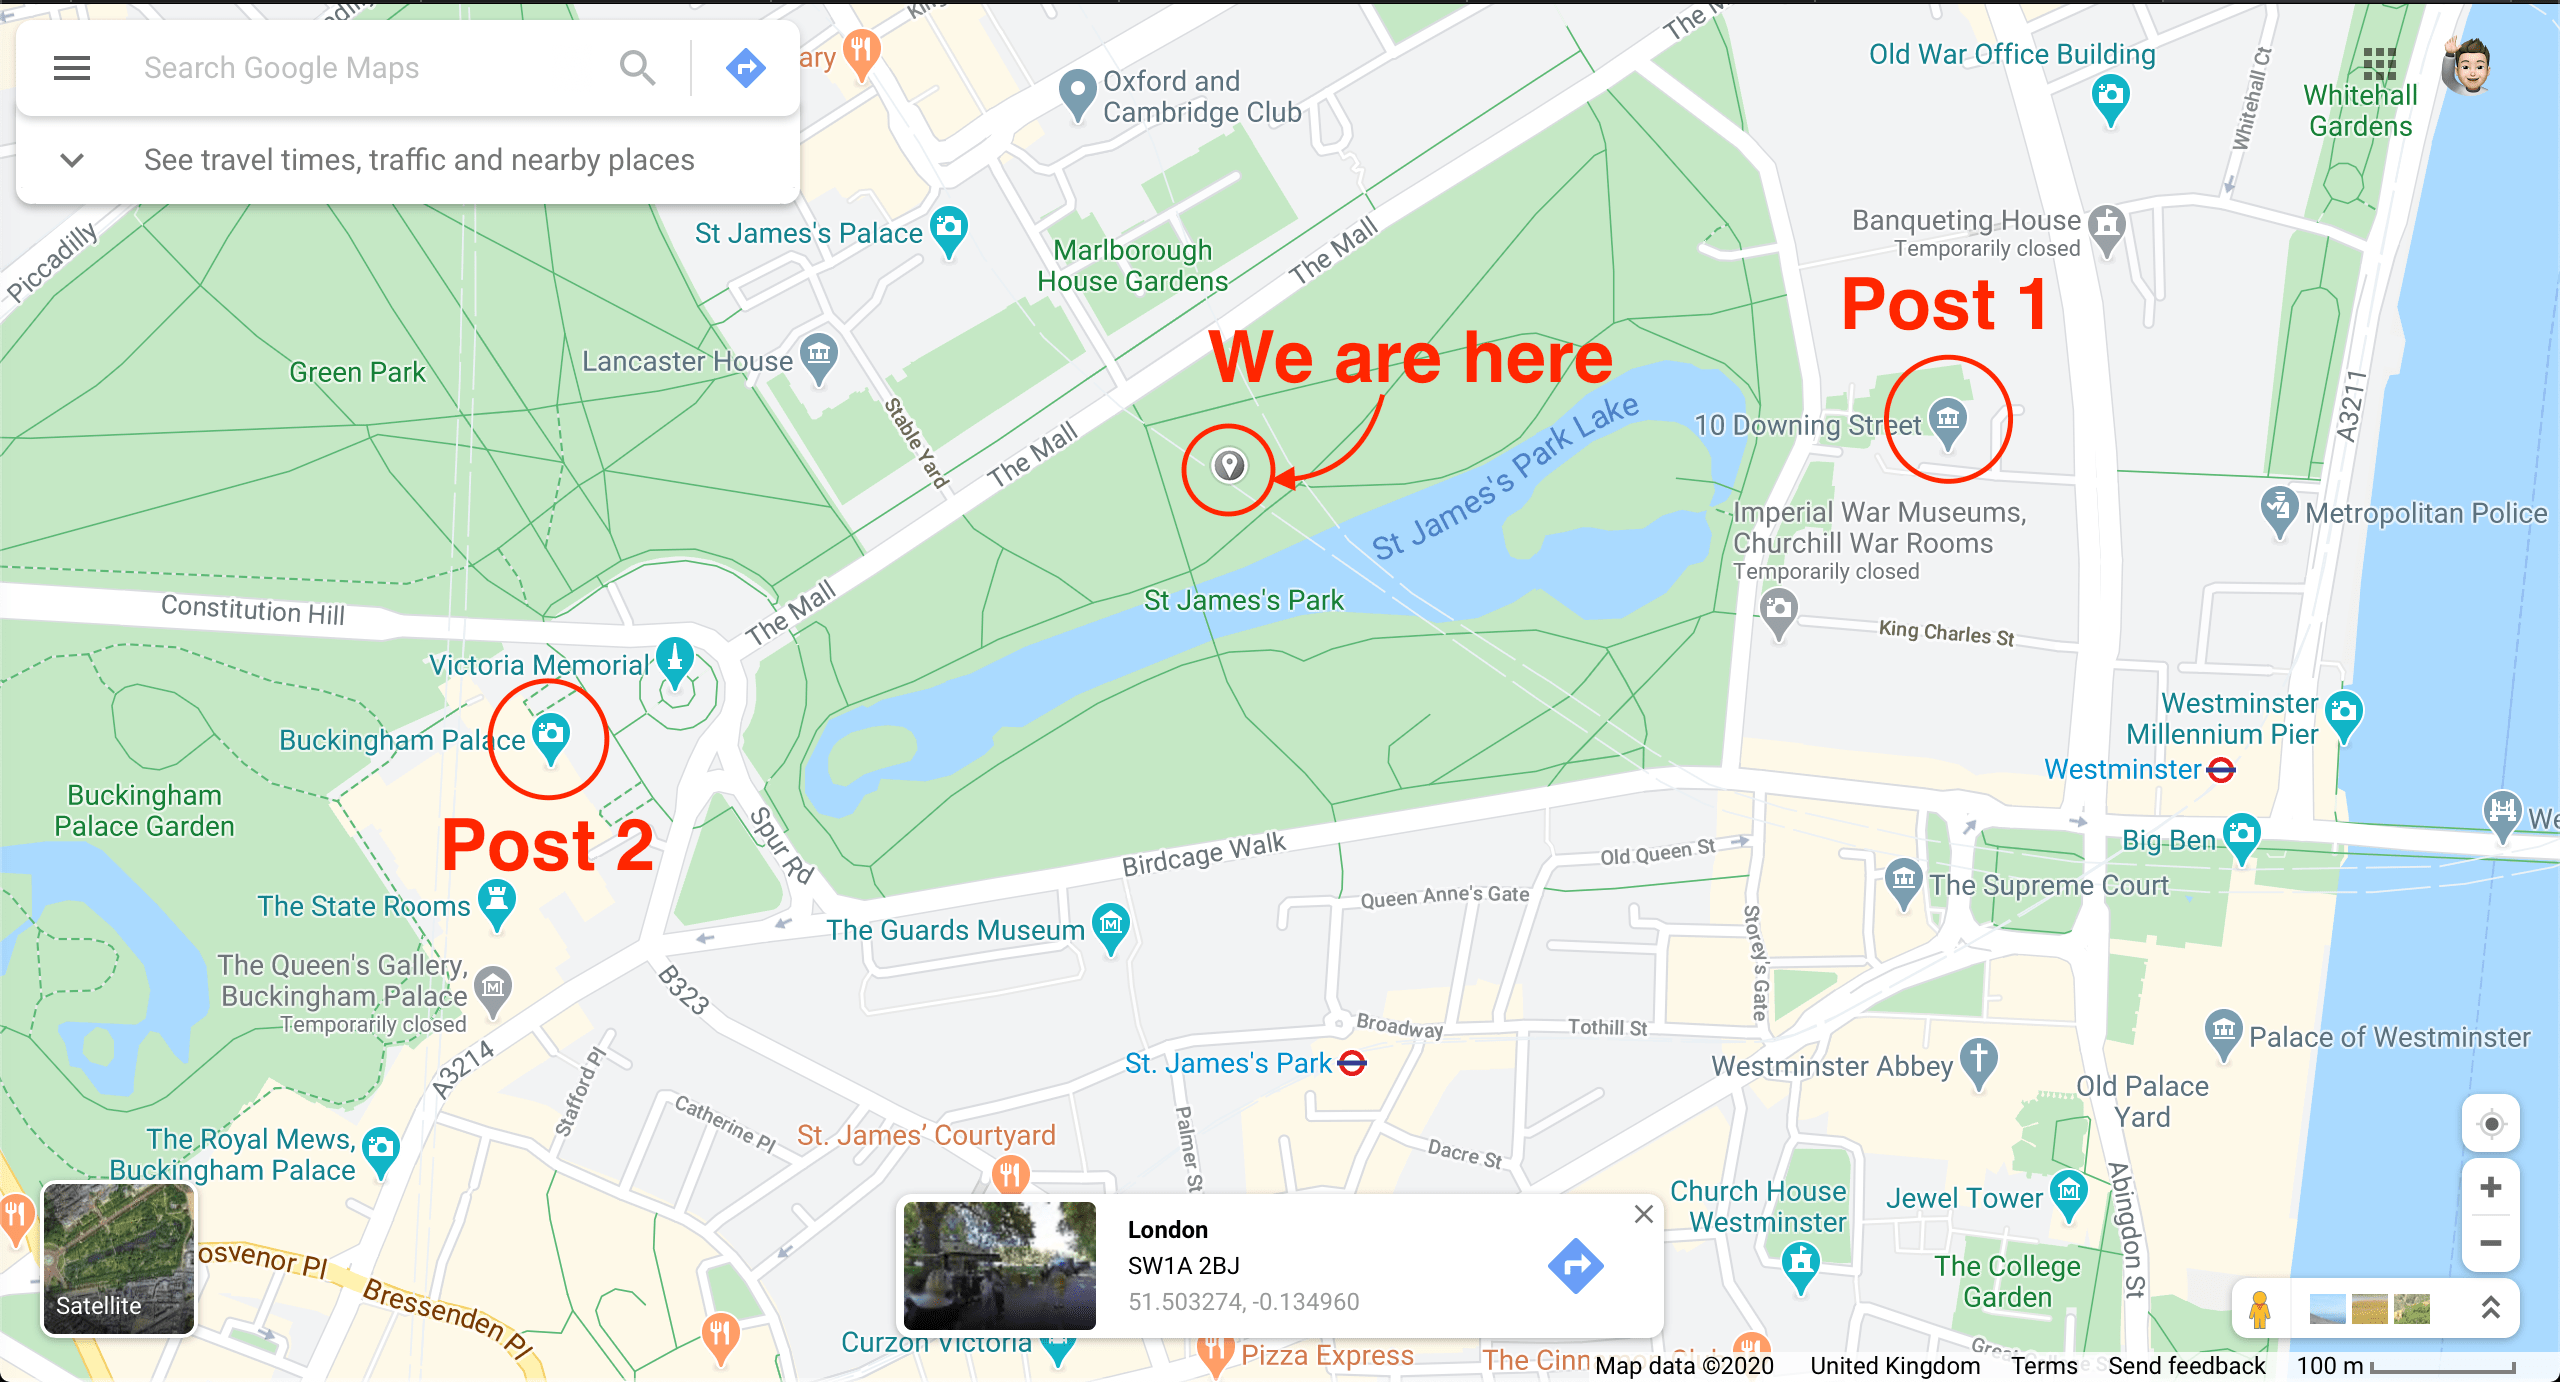 Search Google Maps
See travel times, traffic and nearby places
ary
Oxford and
Cambridge Club
The Mall
Old War Office Building
Whitehall Ct
Whitehall
Gardens
Piccadilly
St James's Palace
Marlborough
House Gardens
The Mall
Banqueting House
Temporarily closed
Post 1
We are here
Lancaster House
Green Park
Stable Yard
The Mall
St James's Park Lake
10 Downing Street
A3211
Imperial War Museums,
Churchill War Rooms
Temporarily closed
Metropolitan Police
Constitution Hill
The Mall
St James's Park
King Charles St
Victoria Memorial
Buckingham Palace
Westminster
Millennium Pier
Westminster
Buckingham
Palace Garden
Post 2
Spur Rd
Birdcage Walk
Old Queen St
Big Ben
We
The State Rooms
Queen Anne's Gate
The Supreme Court
The Guards Museum
Storey's Gate
The Queen's Gallery,
Buckingham Palace
Temporarily closed
B323
Broadway
Tothill St
Palace of Westminster
A3214
St. James's Park
Westminster Abbey
Old Palace
Yard
Stafford Pl
Catherine Pl
St. James’ Courtyard
Palmer St
Dacre St
The Royal Mews,
Buckingham Palace
Church House
Westminster
Jewel Tower
Abingdon St
London
SW1A 2BJ
51.503274, -0.134960
osvenor Pl
Bressenden Pl
Satellite
The College
Garden
Curzon Victoria
Pizza Express
The Cinn
Map data ©2020
United Kingdom
Terms
Send feedback
100 m